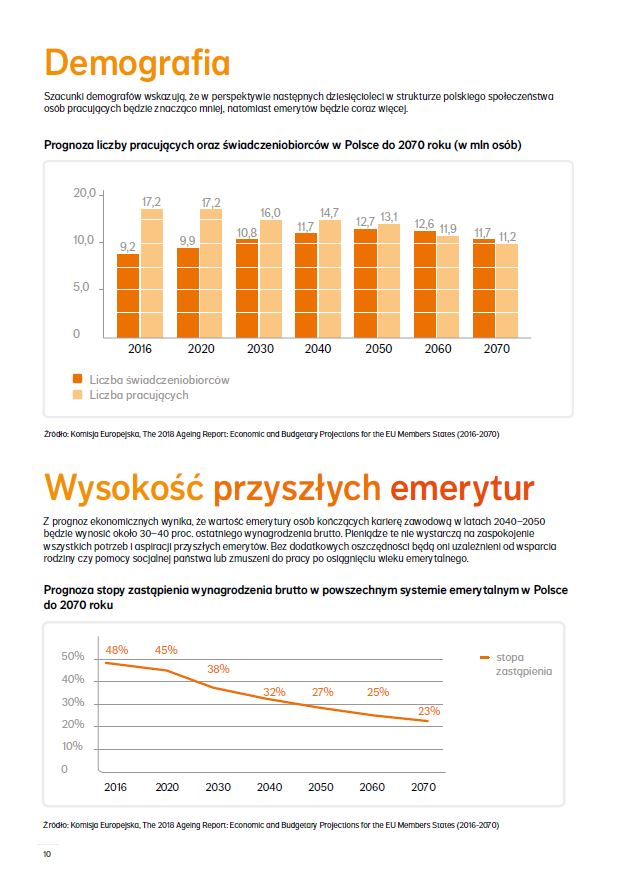 Demografia
Szacunki demografów wskazują, że w perspektywie następnych dziesięcioleci w strukturze polskiego społeczeństwa
osób pracujących będzie znacząco mniej, natomiast emerytów będzie coraz więcej.
Prognoza liczby pracujących oraz świadczeniobiorców w Polsce do 2070 roku (w mln osób)
20,0
10,0
5,0
0
9,2 17,2
9,9 17,2
10,8 16,0
11,7 14,7
12,7 13,1
12,6 11,9
11,7 11,2
2016 2020 2030 2040 2050 2060 2070
Liczba świadczeniobiorców
Liczba pracujących
Źródło: Komisja Europejska, The 2018 Ageing Report: Economic and Budgetary Projections for the EU Members States (2016-2070)
Wysokość przyszłych emerytur
Z prognoz ekonomicznych wynika, że wartość emerytury osób kończących karierę zawodową w latach 2040–2050
będzie wynosić około 30–40 proc. ostatniego wynagrodzenia brutto. Pieniądze te nie wystarczą na zaspokojenie
wszystkich potrzeb i aspiracji przyszłych emerytów. Bez dodatkowych oszczędności będą oni uzależnieni od wsparcia
rodziny czy pomocy socjalnej państwa lub zmuszeni do pracy po osiągnięciu wieku emerytalnego.
Prognoza stopy zastąpienia wynagrodzenia brutto w powszechnym systemie emerytalnym w Polsce
do 2070 roku
50%
40%
30%
20%
10%
0
48% 45% 38% 32% 27% 25% 23%
2016 2020 2030 2040 2050 2060 2070
stopa
zastąpienia
Źródło: Komisja Europejska, The 2018 Ageing Report: Economic and Budgetary Projections for the EU Members States (2016-2070)
10